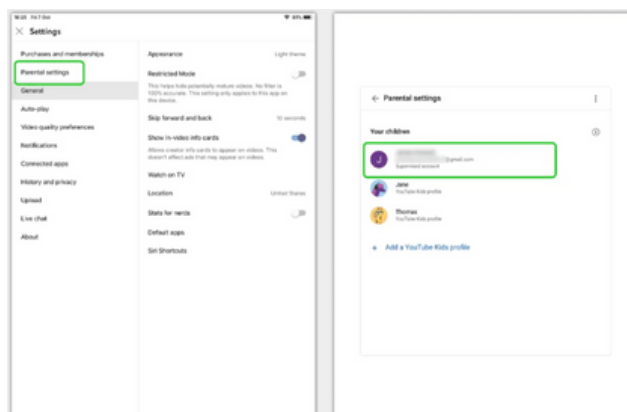 Settings
Purchases and memberships
Parental settings
General
Auto-play
Video quality preferences
Notifications
Connected apps
History and privacy
Upload
Live chat
About
Appearance
Light theme
Restricted Mode
This helps hide potentially mature videos. No filter is
100% accurate. This setting only applies to this app on
this device.
Skip forward and back
10 seconds
Show in-video info cards
Allows creator info cards to appear on videos. This
doesn't affect ads that may appear on videos.
Watch on TV
Location
United States
Stats for nerds
Default apps
Siri Shortcuts
Parental settings
Your children
J
@gmail.com
Supervised account
Jane
YouTube Kids profile
Thomas
YouTube Kids profile
+ Add a YouTube Kids profile